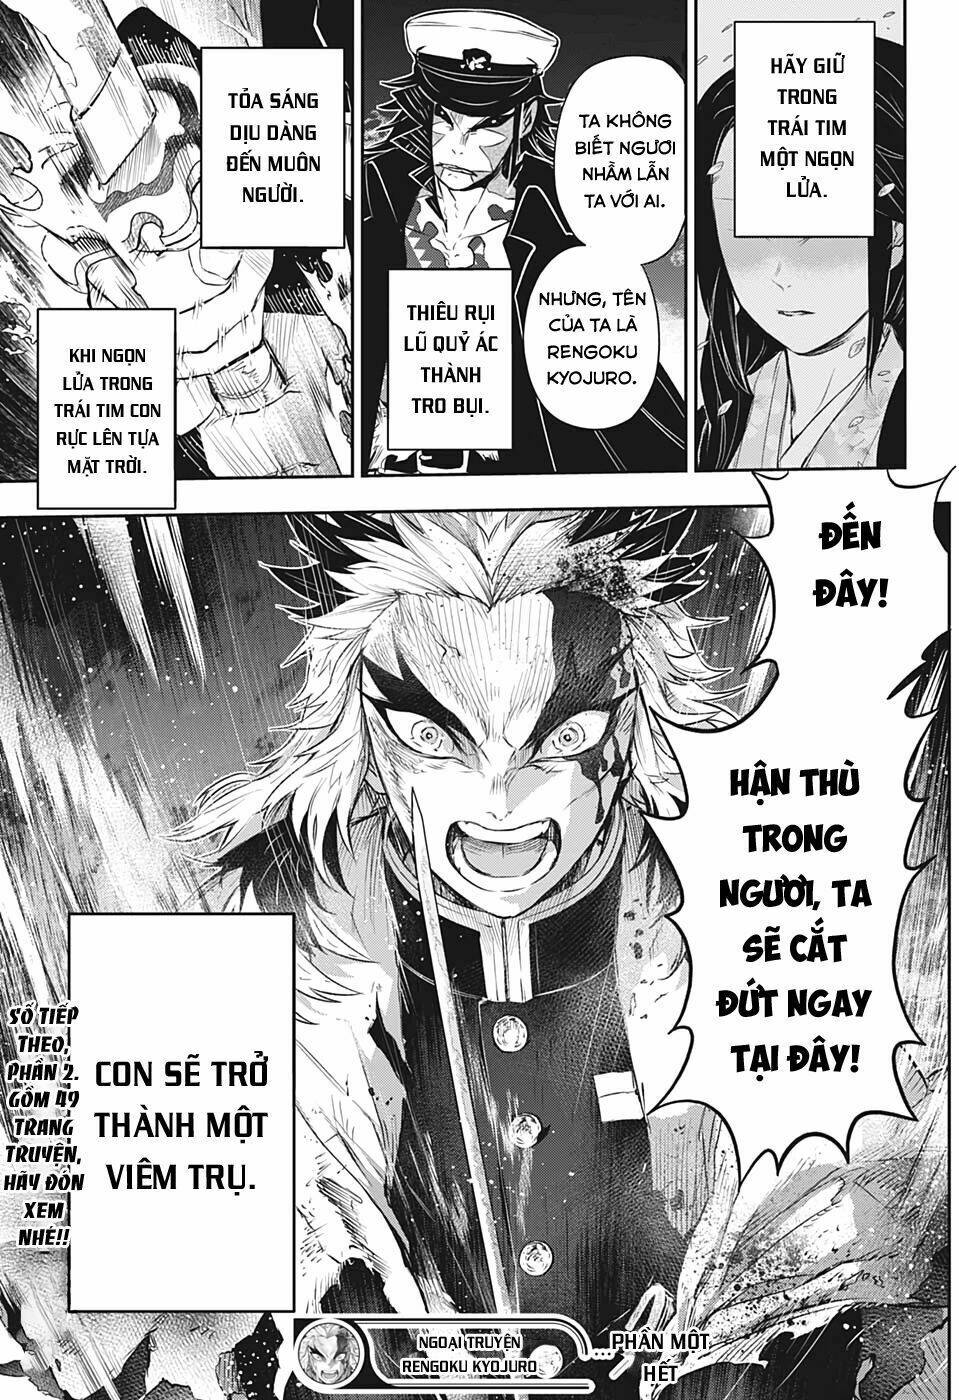 HÃY GIỮ
TRONG
TRÁI TIM
MỘT NGỌN
LỬA.
TA KHÔNG
BIẾT NGƯƠI
NHẦM LẪN
TA VỚI AI.
NHƯNG, TÊN
CỦA TA LÀ
RENGOKU
KYOJURO.
THIÊU RỤI
LŨ QUỶ ÁC
THÀNH
TRO BỤI.
TỎA SÁNG
DỊU DÀNG
ĐẾN MUÔN
NGƯỜI.
KHI NGỌN
LỬA TRONG
TRÁI TIM CON
RỰC LÊN TỰA
MẶT TRỜI.
ĐẾN
ĐÂY!
HẬN THÙ
TRONG
NGƯƠI, TA
SẼ CẮT
ĐỨT NGAY
TẠI ĐÂY!
CON SẼ TRỞ
THÀNH MỘT
VIÊM TRỤ.
SỐ TIẾP
THEO,
PHẦN 2.
GỒM 49
TRANG
TRUYỆN,
HÃY ĐÓN
XEM
NHÉ!!
NGOẠI TRUYỆN
RENGOKU KYOJURO
....PHẦN MỘT
HẾT